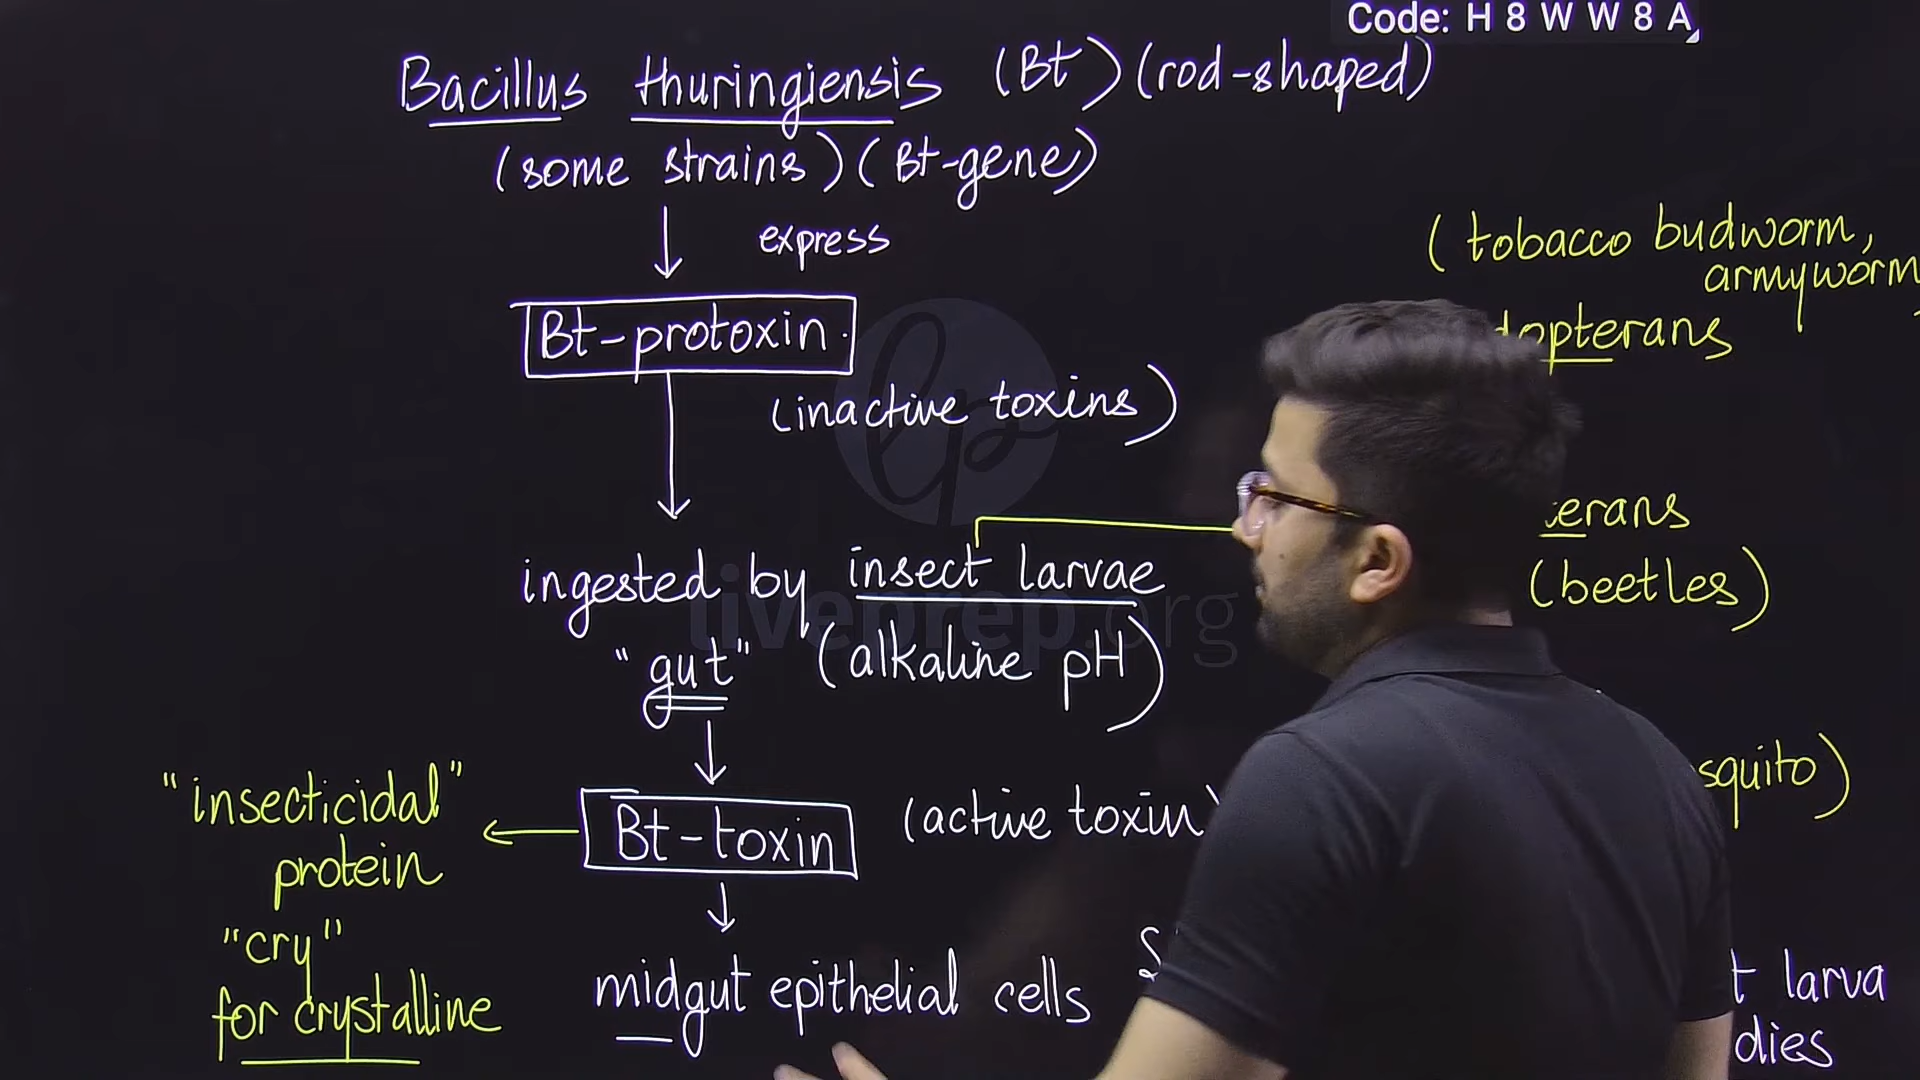 Code: H 8 W W 8 A
Bacillus thuringiensis (Bt) (rod-shaped)
(some strains) (Bt-gene)
express
(tobacco budworm,
armyworm
Bt-protoxin
(inactive toxins)
ingested by insect larvae
(beetles)
"gut" (alkaline pH)
liveprep.org
"insecticidal"
protein
Bt-toxin
(active toxin)
"cry"
for crystalline
midgut epithelial cells
larva
dies